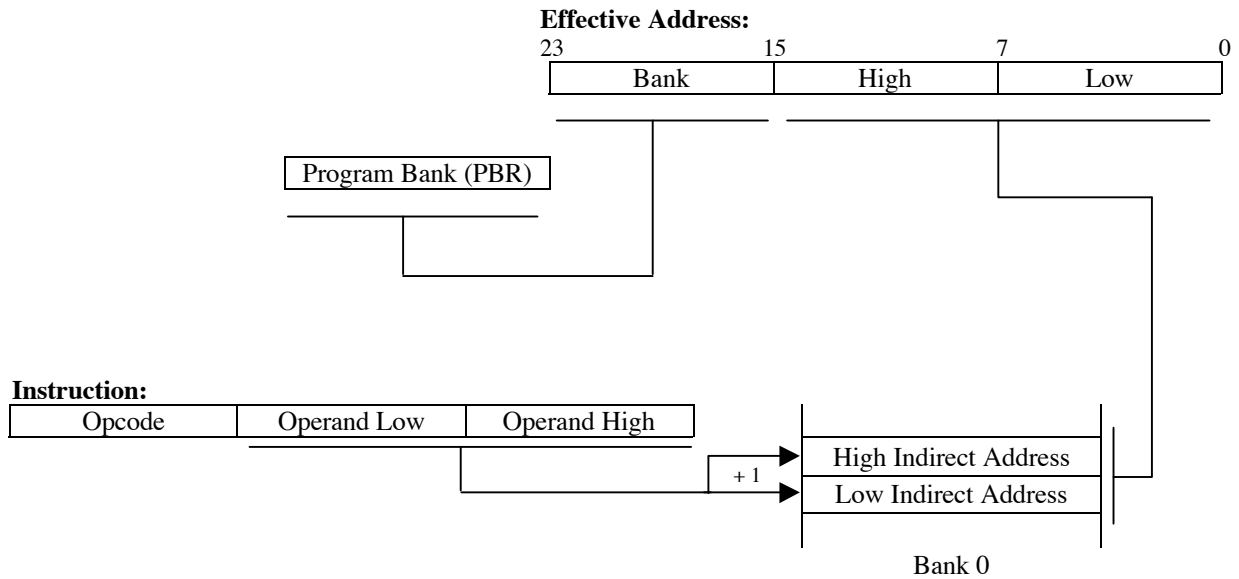 Effective Address:
23 15 7 0
Bank High Low
Program Bank (PBR)
Instruction:
Opcode Operand Low Operand High
High Indirect Address
+ 1
Low Indirect Address
Bank 0